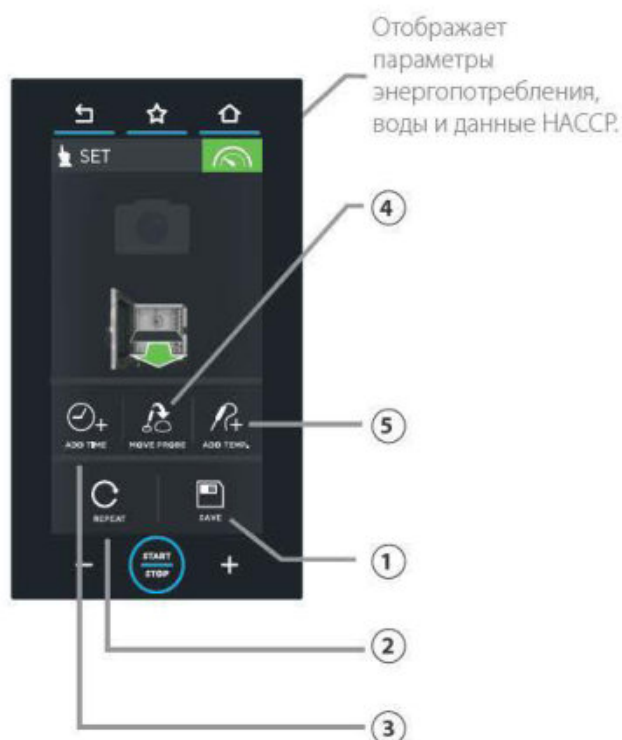 Отображает
параметры
энергопотребления,
воды и данные HACCP.
SET
4
ADD TIME
MOVE PROBE
ADD TEMP.
5
REPEAT
SAVE
1
-
START
STOP
+
2
3